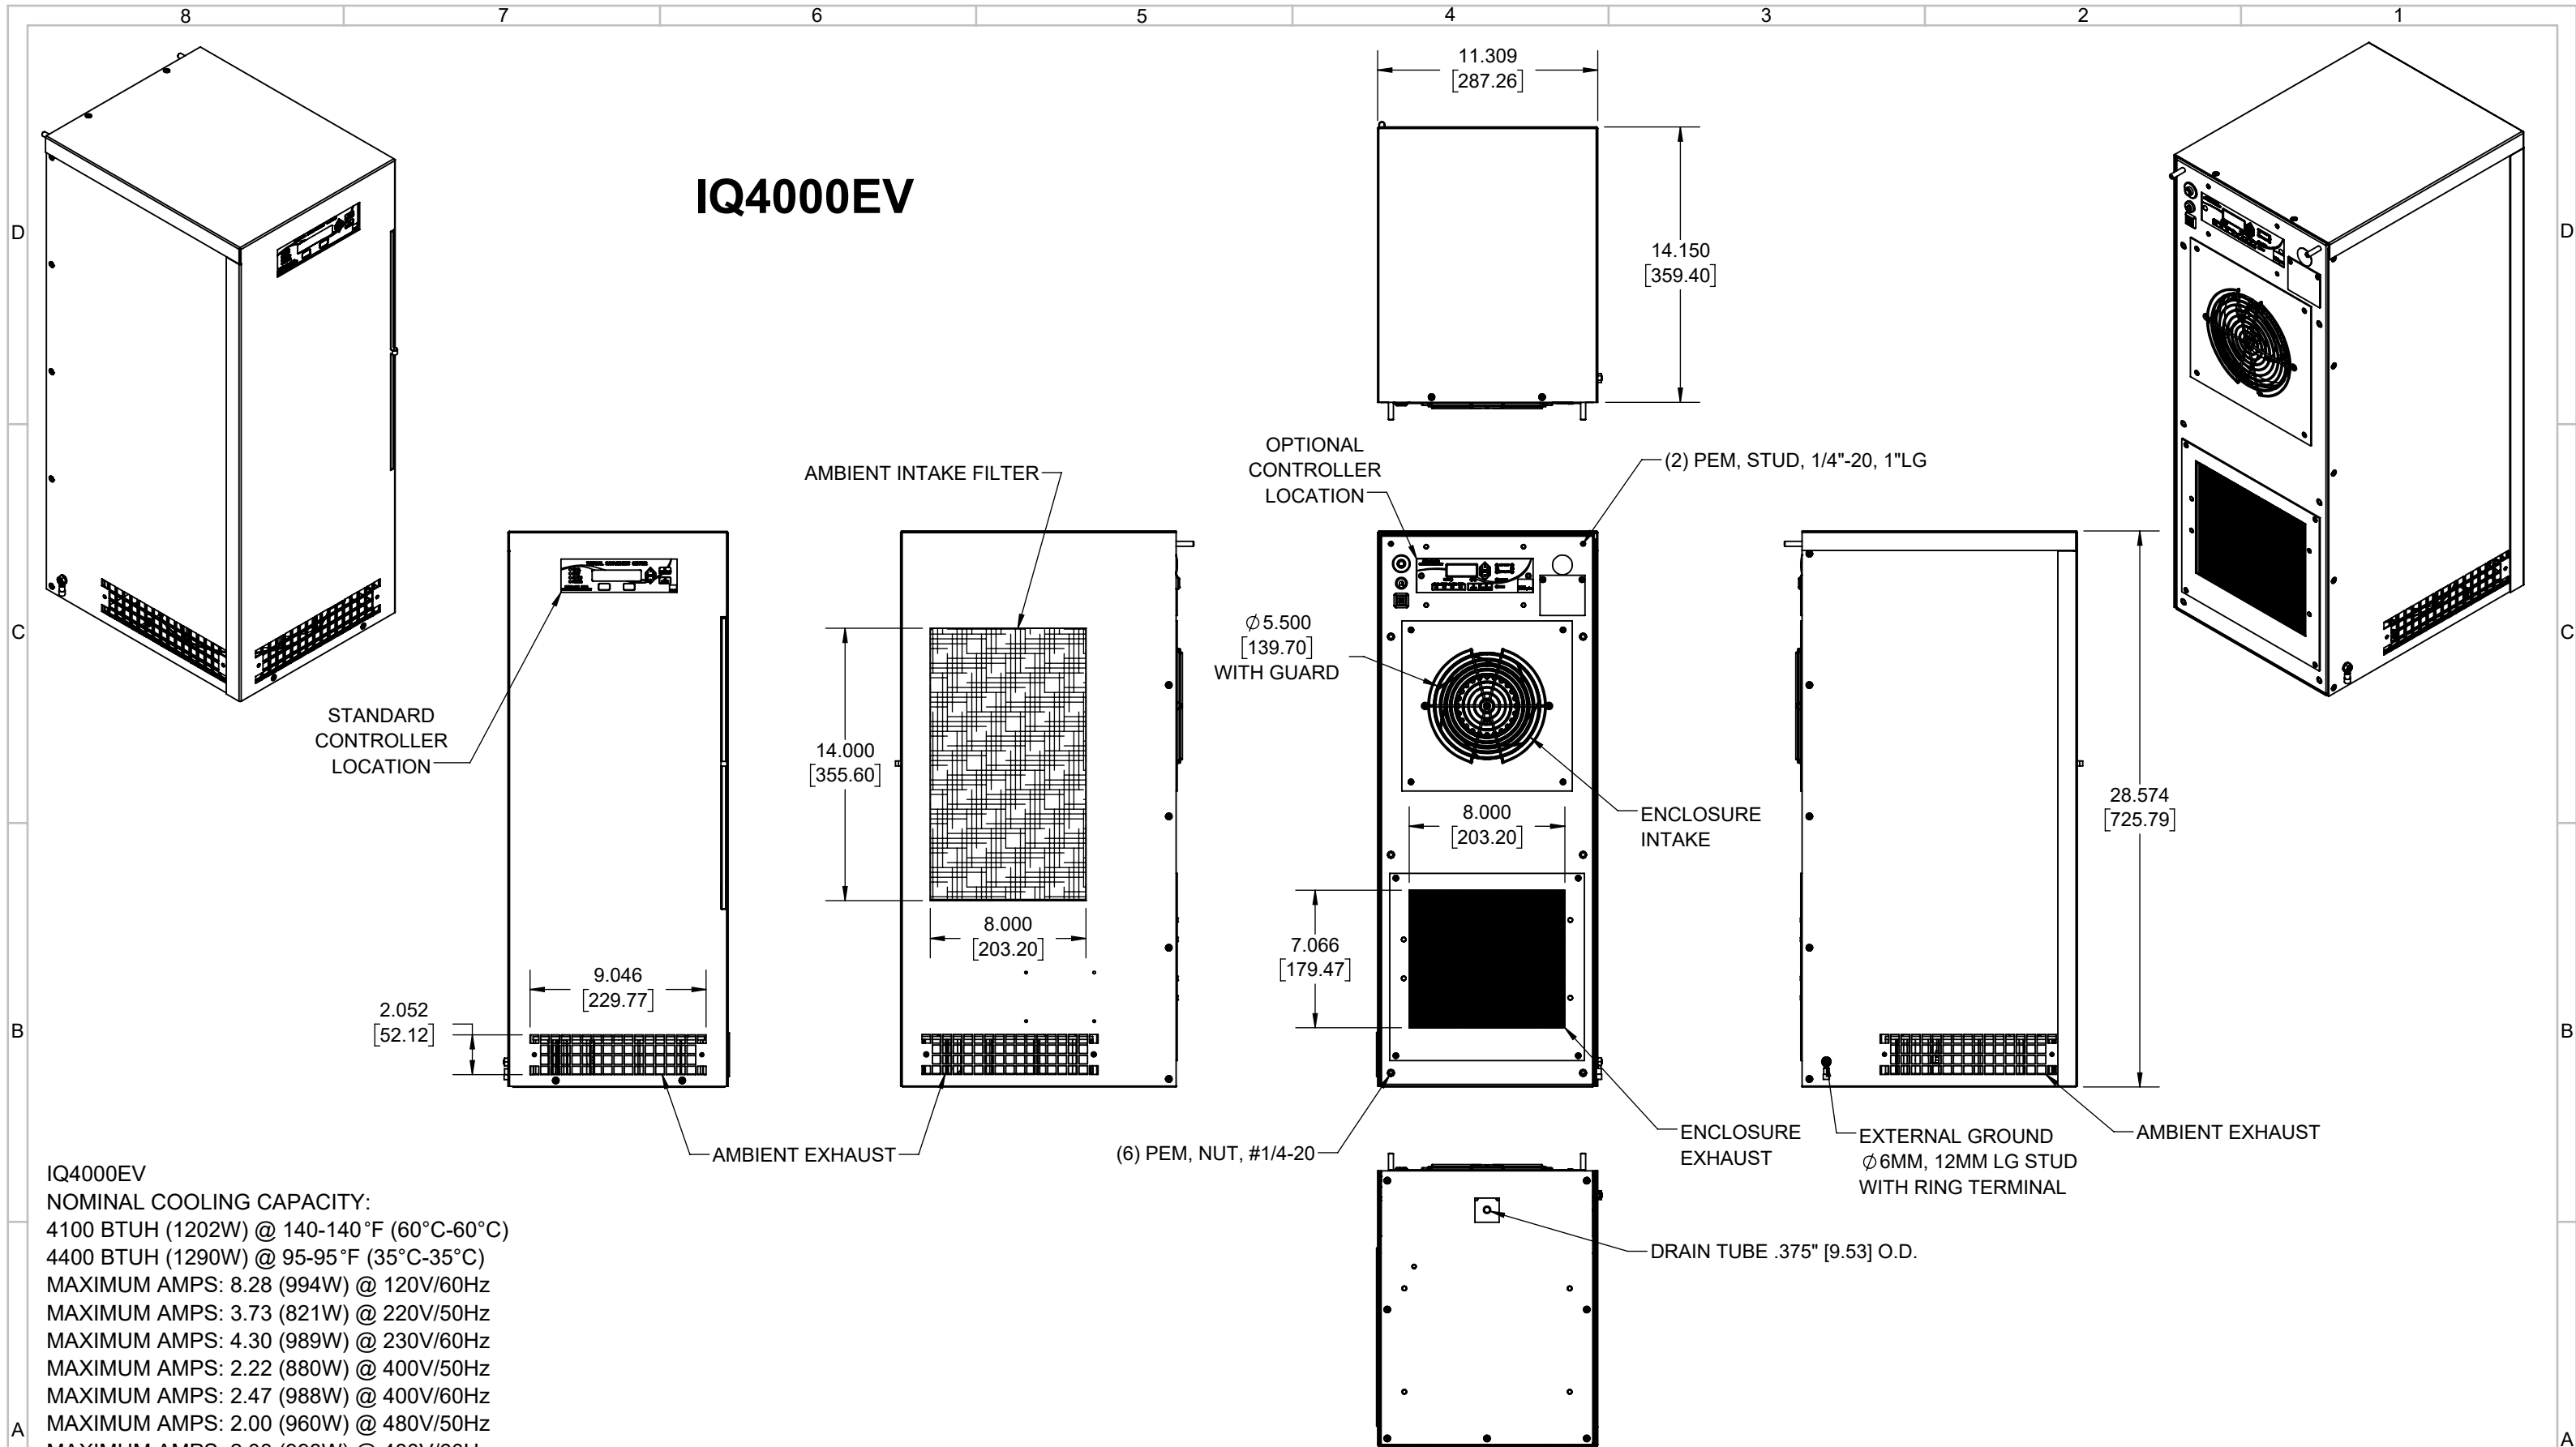 8 7 6 5 4 3 2 1
D
D
C
C
B
B
A
A
IQ4000EV
11.309
[287.26]
14.150
[359.40]
AMBIENT INTAKE FILTER
OPTIONAL
CONTROLLER
LOCATION
(2) PEM, STUD, 1/4"-20, 1"LG
STANDARD
CONTROLLER
LOCATION
14.000
[355.60]
8.000
[203.20]
9.046
[229.77]
2.052
[52.12]
AMBIENT EXHAUST
∅5.500
[139.70]
WITH GUARD
8.000
[203.20]
ENCLOSURE
INTAKE
7.066
[179.47]
(6) PEM, NUT, #1/4-20
ENCLOSURE
EXHAUST
28.574
[725.79]
EXTERNAL GROUND
∅6MM, 12MM LG STUD
WITH RING TERMINAL
AMBIENT EXHAUST
DRAIN TUBE .375" [9.53] O.D.
IQ4000EV
NOMINAL COOLING CAPACITY:
4100 BTUH (1202W) @ 140-140°F (60°C-60°C)
4400 BTUH (1290W) @ 95-95°F (35°C-35°C)
MAXIMUM AMPS: 8.28 (994W) @ 120V/60Hz
MAXIMUM AMPS: 3.73 (821W) @ 220V/50Hz
MAXIMUM AMPS: 4.30 (989W) @ 230V/60Hz
MAXIMUM AMPS: 2.22 (880W) @ 400V/50Hz
MAXIMUM AMPS: 2.47 (988W) @ 400V/60Hz
MAXIMUM AMPS: 2.00 (960W) @ 480V/50Hz
MAXIMUM AMPS: